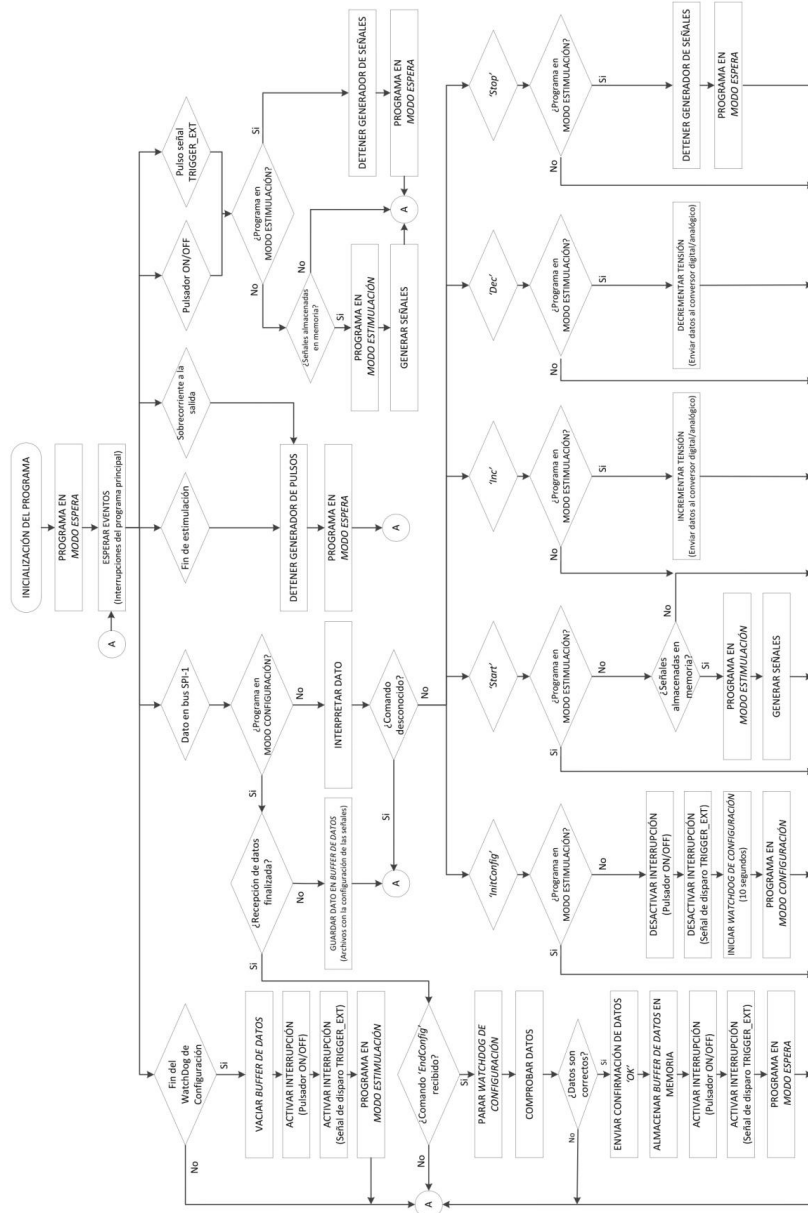 INICIALIZACIÓN DEL PROGRAMA
PROGRAMA EN
MODO ESPERA
ESPERAR EVENTOS
(Interrupciones del programa principal)
A
Fin del
WatchDog de
Configuración
No
Si
VACIAR BUFFER DE DATOS
ACTIVAR INTERRUPCIÓN
(Pulsador ON/OFF)
ACTIVAR INTERRUPCIÓN
(Señal de disparo TRIGGER_EXT)
PROGRAMA EN
MODO ESTIMULACIÓN
Dato en bus SPI-1
¿Programa en
MODO CONFIGURACIÓN?
Si
No
¿Recepción de datos
finalizada?
Si
No
GUARDAR DATO EN BUFFER DE DATOS
(Archivos con la configuración de las señales)
A
INTERPRETAR DATO
¿Comando
desconocido?
Si
No
Fin de estimulación
Sobrecorriente a la
salida
DETENER GENERADOR DE PULSOS
PROGRAMA EN
MODO ESPERA
A
Pulsador ON/OFF
Pulso señal
TRIGGER_EXT
¿Programa en
MODO ESTIMULACIÓN?
No
Si
¿Señales almacenadas
en memoria?
No
Si
PROGRAMA EN
MODO ESTIMULACIÓN
GENERAR SEÑALES
DETENER GENERADOR DE SEÑALES
PROGRAMA EN
MODO ESPERA
A
¿Comando 'EndConfig'
recibido?
No
Si
A
PARAR WATCHDOG DE
CONFIGURACIÓN
COMPROBAR DATOS
¿Datos son
correctos?
No
Si
ENVIAR CONFIRMACIÓN DE DATOS
'OK'
ALMACENAR BUFFER DE DATOS EN
MEMORIA
ACTIVAR INTERRUPCIÓN
(Pulsador ON/OFF)
ACTIVAR INTERRUPCIÓN
(Señal de disparo TRIGGER_EXT)
PROGRAMA EN
MODO ESPERA
'InitConfig'
¿Programa en
MODO ESTIMULACIÓN?
Si
No
DESACTIVAR INTERRUPCIÓN
(Pulsador ON/OFF)
DESACTIVAR INTERRUPCIÓN
(Señal de disparo TRIGGER_EXT)
INICIAR WATCHDOG DE CONFIGURACIÓN
(10 segundos)
PROGRAMA EN
MODO CONFIGURACIÓN
'Start'
¿Programa en
MODO ESTIMULACIÓN?
Si
No
¿Señales
almacenadas en
memoria?
No
Si
PROGRAMA EN
MODO ESTIMULACIÓN
GENERAR SEÑALES
'Inc'
¿Programa en
MODO ESTIMULACIÓN?
No
Si
INCREMENTAR TENSIÓN
(Enviar datos al conversor digital/analógico)
'Dec'
¿Programa en
MODO ESTIMULACIÓN?
No
Si
DECREMENTAR TENSIÓN
(Enviar datos al conversor digital/analógico)
'Stop'
¿Programa en
MODO ESTIMULACIÓN?
No
Si
DETENER GENERADOR DE SEÑALES
PROGRAMA EN
MODO ESPERA